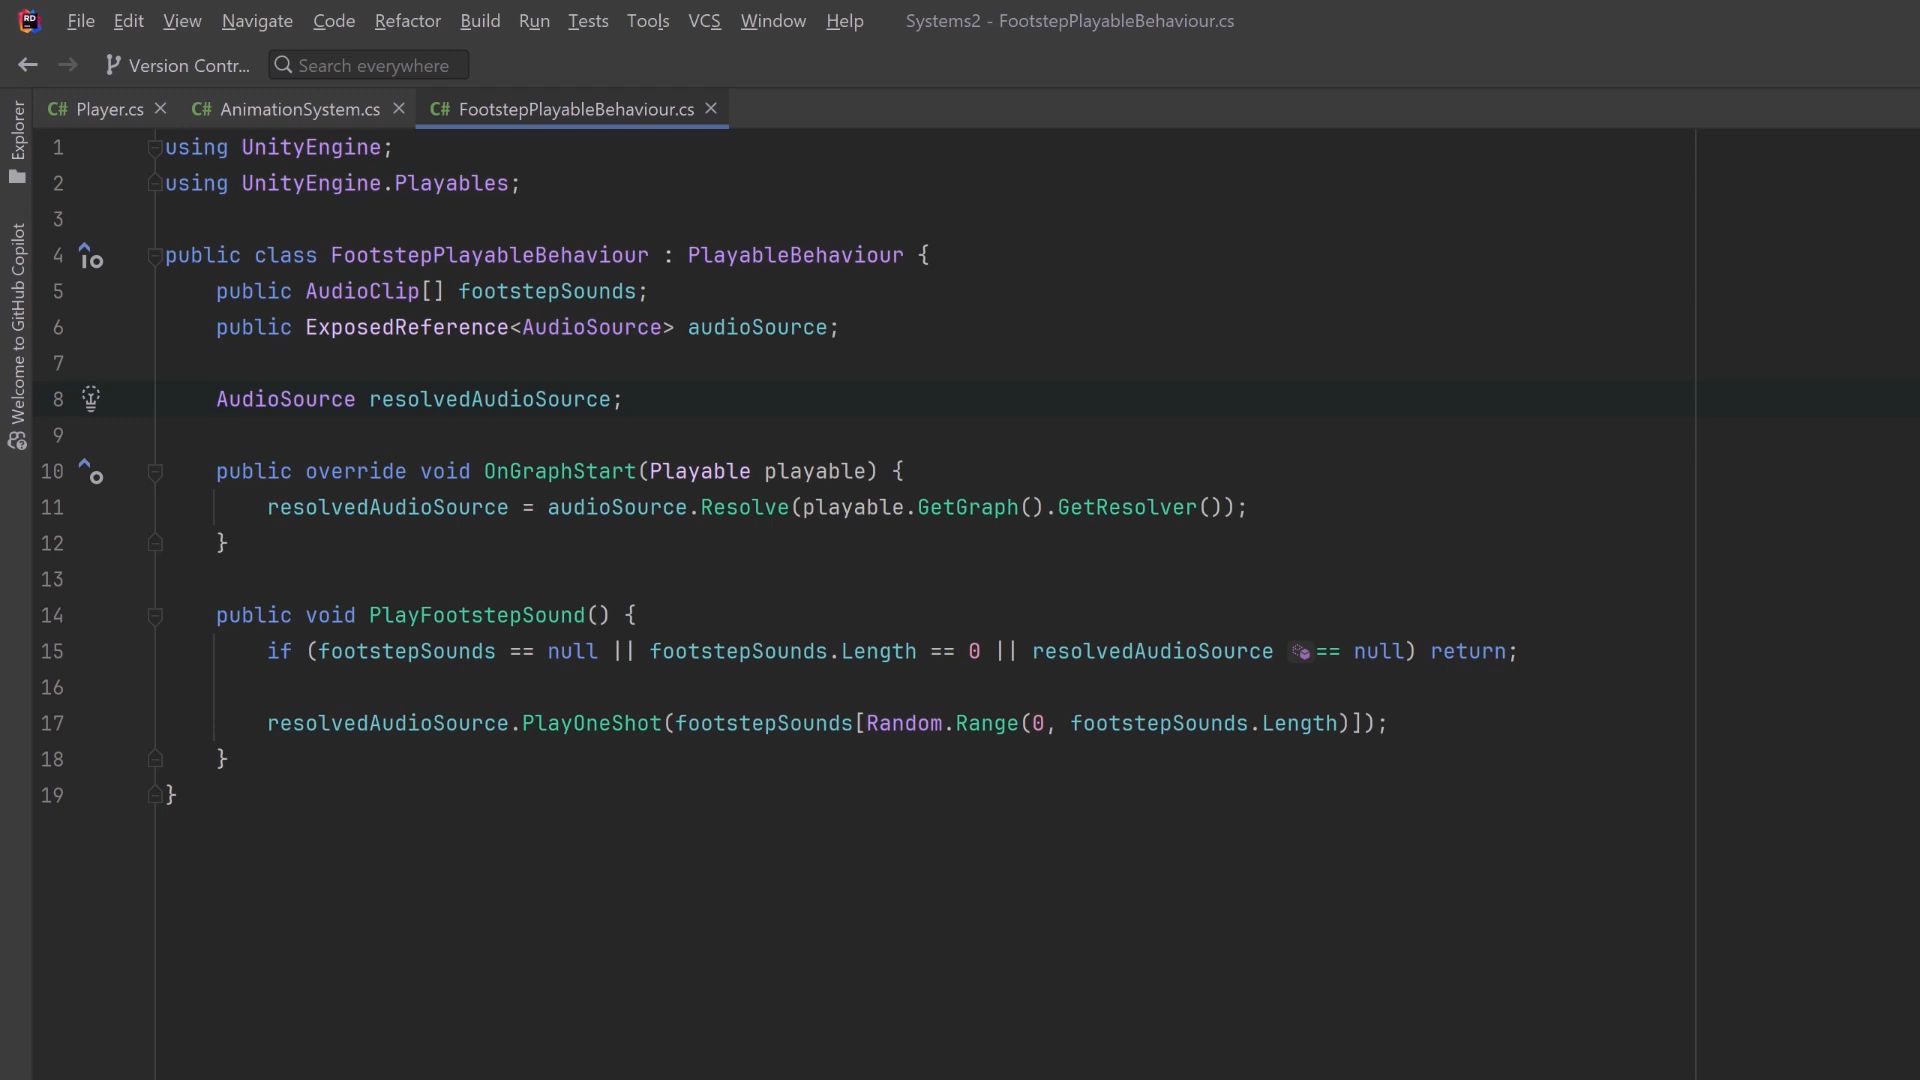 RD File Edit View Navigate Code Refactor Build Run Tests Tools VCS Window Help Systems2 - FootstepPlayableBehaviour.cs
Version Contr... Search everywhere
C# Player.cs C# AnimationSystem.cs C# FootstepPlayableBehaviour.cs
Explorer
Welcome to GitHub Copilot
1 using UnityEngine;
2 using UnityEngine.Playables;
3
4 public class FootstepPlayableBehaviour : PlayableBehaviour {
5 public AudioClip[] footstepSounds;
6 public ExposedReference<AudioSource> audioSource;
7
8 AudioSource resolvedAudioSource;
9
10 public override void OnGraphStart(Playable playable) {
11 resolvedAudioSource = audioSource.Resolve(playable.GetGraph().GetResolver());
12 }
13
14 public void PlayFootstepSound() {
15 if (footstepSounds == null || footstepSounds.Length == 0 || resolvedAudioSource == null) return;
16
17 resolvedAudioSource.PlayOneShot(footstepSounds[Random.Range(0, footstepSounds.Length)]);
18 }
19 }